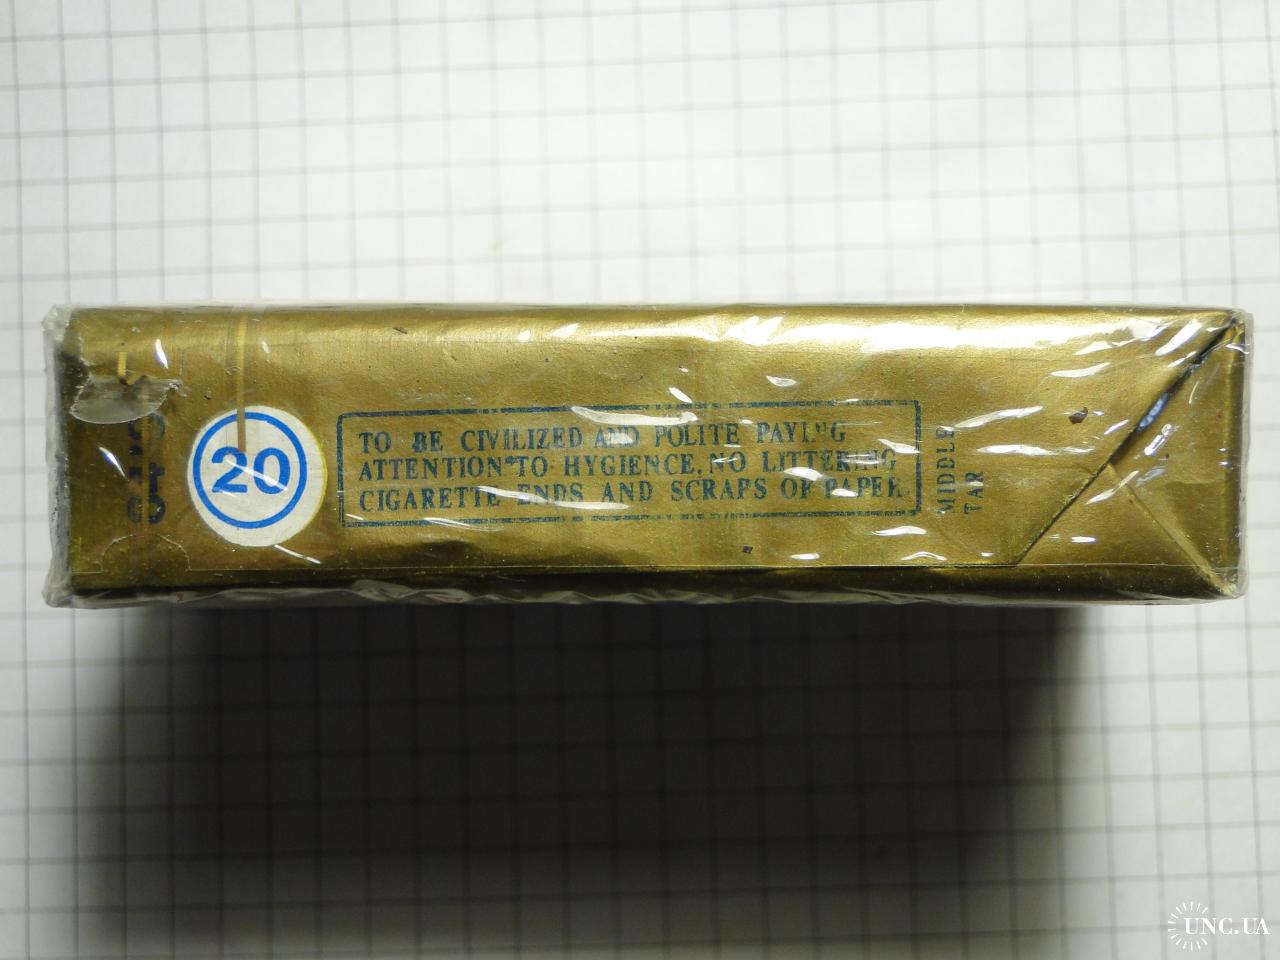 20
TO BE CIVILIZED AND POLITE PAYING
ATTENTION TO HYGIENCE. NO LITTERING
CIGARETTE ENDS AND SCRAPS OF PAPER
MIDDLE
TAR
UNC.UA